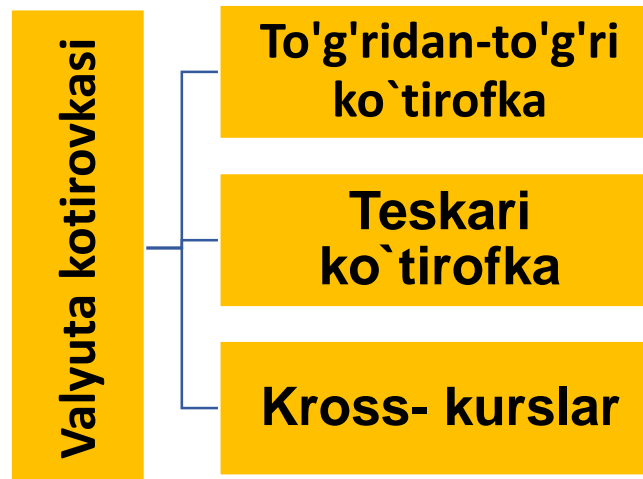 Valyuta kotirovkasi
To'g'ridan-to'g'ri
ko`tirofka
Teskari
ko`tirofka
Kross- kurslar